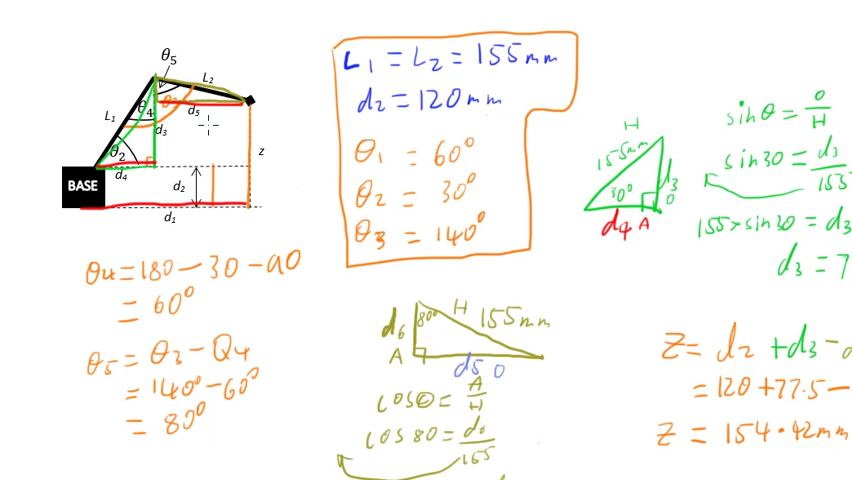 θ5
L2
L1
θ4
θ3
d5
d3
θ2
z
d4
BASE
d2
d1
L1 = L2 = 155mm
d2 = 120mm
θ1 = 60°
θ2 = 30°
θ3 = 140°
H
155mm
d3
30°
O
d4 A
sinθ = O/H
sin30 = d3/155
155×sin30 = d3
d3 = 7
θ4 = 180 - 30 - 90
= 60°
θ5 = θ3 - Q4
= 140° - 60°
= 80°
H
155mm
d6
80°
A
d5 O
cosθ = A/H
cos80 = d6/155
Z = d2 + d3 -
= 120 + 77.5 -
Z = 154.42mm